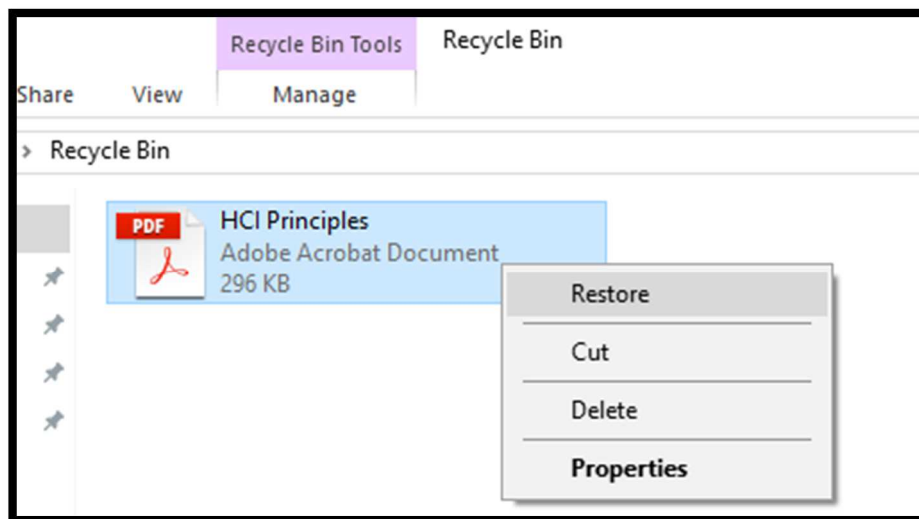 Recycle Bin Tools
Recycle Bin
Share View Manage
› Recycle Bin
PDF
HCI Principles
Adobe Acrobat Document
296 KB
Restore
Cut
Delete
Properties